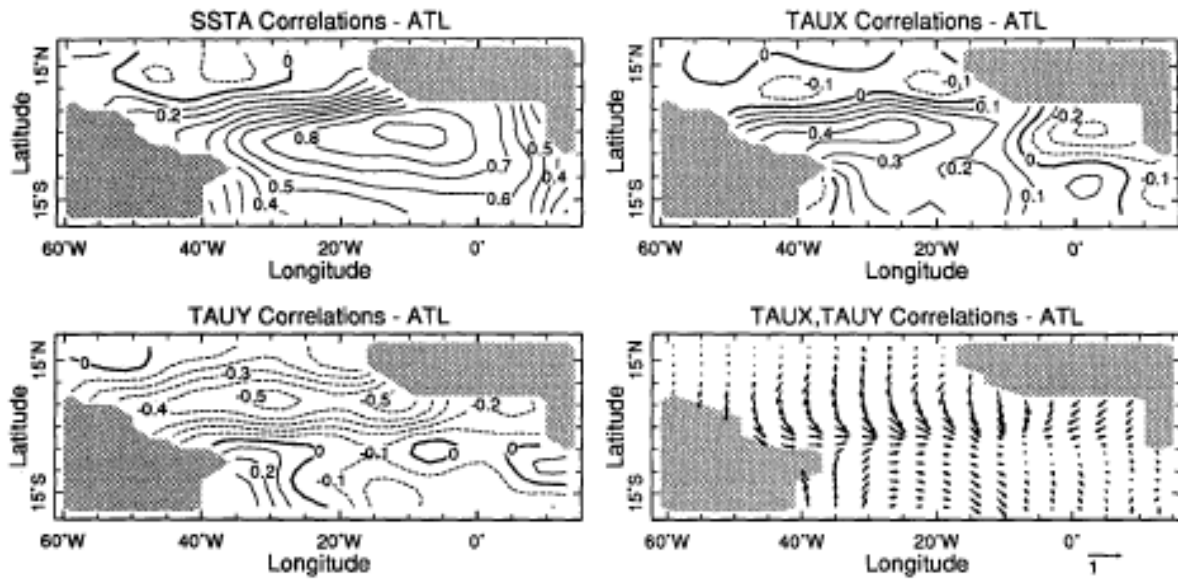 SSTA Correlations - ATL
15°N
15°S
Latitude
0
0.2
0.8
0.5
0.7
0.5
0.4
0.4
0.6
60°W 40°W 20°W 0°
Longitude
TAUX Correlations - ATL
15°N
15°S
Latitude
0
-0.1
-0.1
0
0.1
-0.2
0.4
0.3
0.2
0
0.1
-0.1
60°W 40°W 20°W 0°
Longitude
TAUY Correlations - ATL
15°N
15°S
Latitude
0
-0.3
-0.5
-0.4
-0.5
-0.2
0
-0.1
0
0
0.2
-0.1
60°W 40°W 20°W 0°
Longitude
TAUX,TAUY Correlations - ATL
15°N
15°S
Latitude
60°W 40°W 20°W 0°
Longitude
1